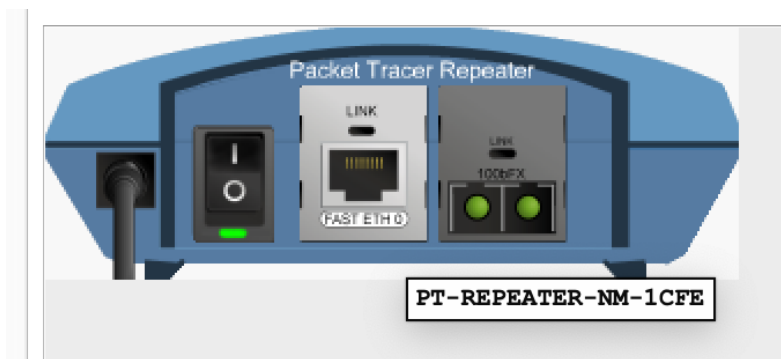 Packet Tracer Repeater
LINK
LINK
100bFX
FAST ETH 0
PT-REPEATER-NM-1CFE